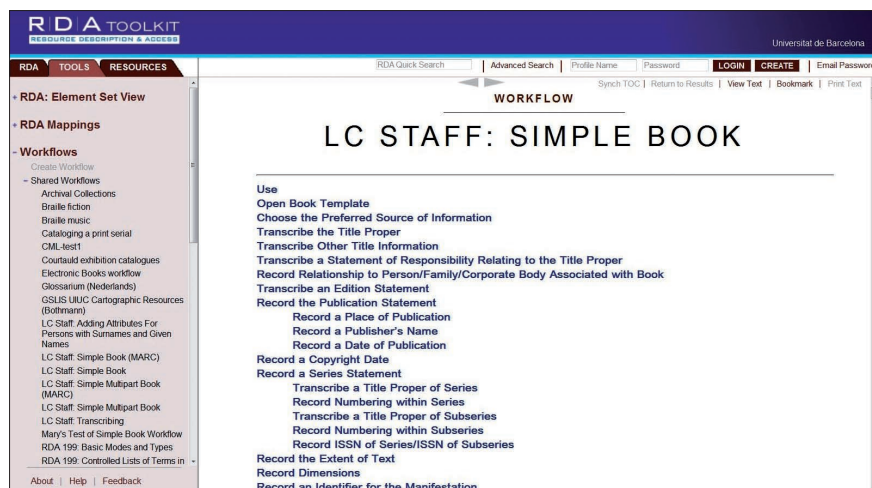 RDA TOOLKIT
RESOURCE DESCRIPTION & ACCESS
Universitat de Barcelona
RDA TOOLS RESOURCES
RDA Quick Search | Advanced Search | Profile Name Password LOGIN CREATE | Email Passwor
Synch TOC | Return to Results | View Text | Bookmark | Print Text
+ RDA: Element Set View
+ RDA Mappings
- Workflows
Create Workflow
- Shared Workflows
Archival Collections
Braille fiction
Braille music
Cataloging a print serial
CML-test1
Courtauld exhibition catalogues
Electronic Books workflow
Glossarium (Nederlands)
GSLIS UIUC Cartographic Resources
(Bothmann)
LC Staff: Adding Attributes For
Persons with Surnames and Given
Names
LC Staff: Simple Book (MARC)
LC Staff: Simple Book
LC Staff: Simple Multipart Book
(MARC)
LC Staff: Simple Multipart Book
LC Staff: Transcribing
Mary's Test of Simple Book Workflow
RDA 199: Basic Modes and Types
RDA 199: Controlled Lists of Terms in
About | Help | Feedback
WORKFLOW
LC STAFF: SIMPLE BOOK
Use
Open Book Template
Choose the Preferred Source of Information
Transcribe the Title Proper
Transcribe Other Title Information
Transcribe a Statement of Responsibility Relating to the Title Proper
Record Relationship to Person/Family/Corporate Body Associated with Book
Transcribe an Edition Statement
Record the Publication Statement
Record a Place of Publication
Record a Publisher's Name
Record a Date of Publication
Record a Copyright Date
Record a Series Statement
Transcribe a Title Proper of Series
Record Numbering within Series
Transcribe a Title Proper of Subseries
Record Numbering within Subseries
Record ISSN of Series/ISSN of Subseries
Record the Extent of Text
Record Dimensions
Record an Identifier for the Manifestation